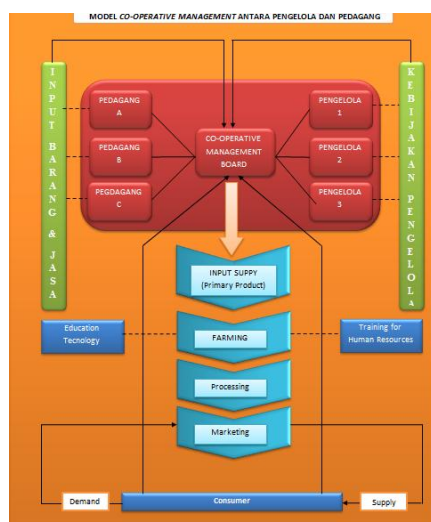 MODEL CO-OPERATIVE MANAGEMENT ANTARA PENGELOLA DAN PEDAGANG
INPUT BARANG & JASA
PEDAGANG
A
PEDAGANG
B
PEGDAGANG
C
CO-OPERATIVE
MANAGEMENT
BOARD
PENGELOLA
1
PENGELOLA
2
PENGELOLA
3
KEBIJAKAN PENGELOLA
INPUT SUPPY
(Primary Product)
Education
Tecnology
FARMING
Training for
Human Resources
Processing
Marketing
Demand
Consumer
Supply